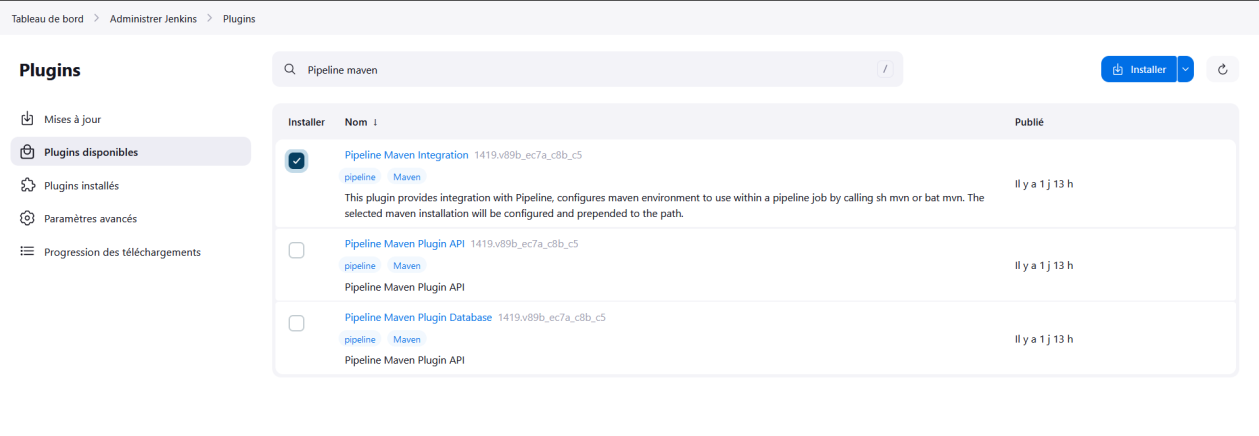 Tableau de bord > Administrer Jenkins > Plugins
Plugins
Pipeline maven /
Installer
Mises à jour
Plugins disponibles
Plugins installés
Paramètres avancés
Progression des téléchargements
Installer Nom ↓ Publié
Pipeline Maven Integration 1419.v89b_ec7a_c8b_c5
pipeline Maven
This plugin provides integration with Pipeline, configures maven environment to use within a pipeline job by calling sh mvn or bat mvn. The
selected maven installation will be configured and prepended to the path.
Il y a 1 j 13 h
Pipeline Maven Plugin API 1419.v89b_ec7a_c8b_c5
pipeline Maven
Pipeline Maven Plugin API
Il y a 1 j 13 h
Pipeline Maven Plugin Database 1419.v89b_ec7a_c8b_c5
pipeline Maven
Pipeline Maven Plugin API
Il y a 1 j 13 h